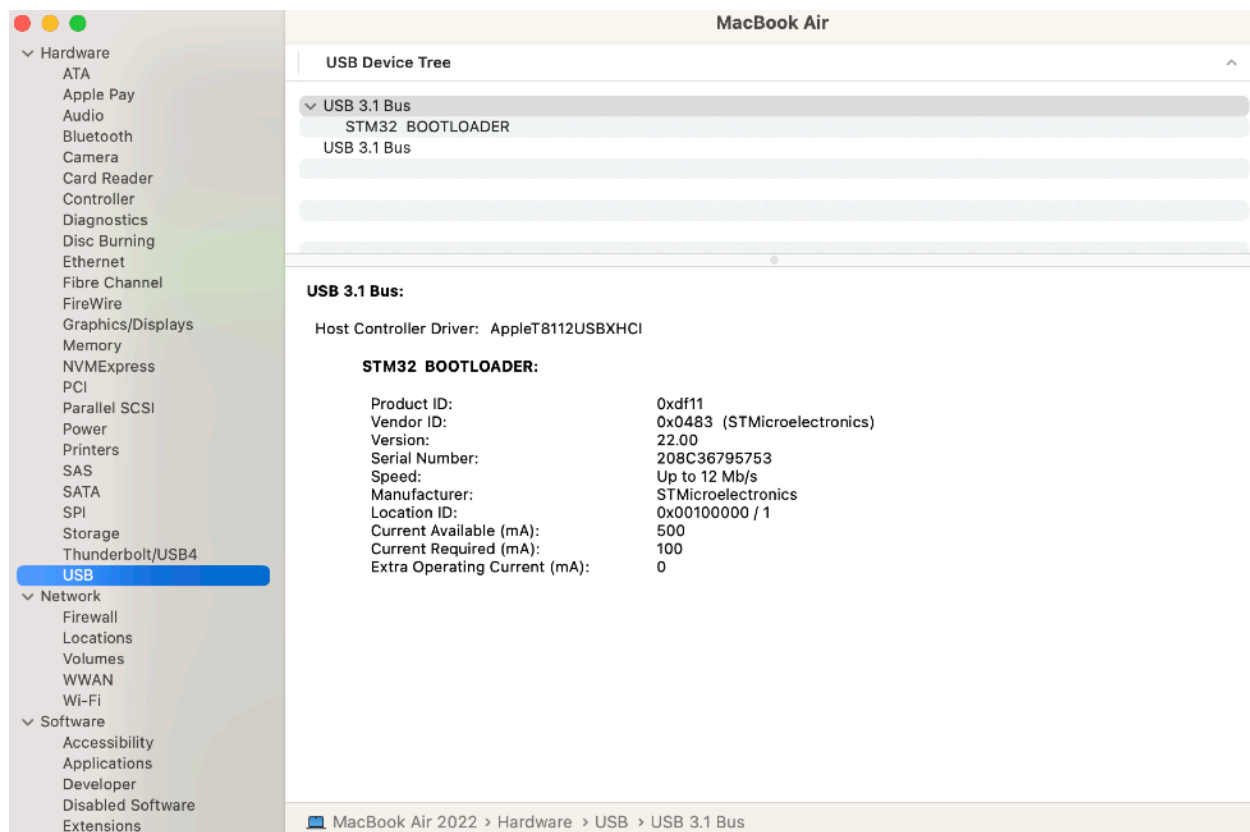 MacBook Air
Hardware
ATA
Apple Pay
Audio
Bluetooth
Camera
Card Reader
Controller
Diagnostics
Disc Burning
Ethernet
Fibre Channel
FireWire
Graphics/Displays
Memory
NVMExpress
PCI
Parallel SCSI
Power
Printers
SAS
SATA
SPI
Storage
Thunderbolt/USB4
USB
Network
Firewall
Locations
Volumes
WWAN
Wi-Fi
Software
Accessibility
Applications
Developer
Disabled Software
Extensions
USB Device Tree
USB 3.1 Bus
STM32 BOOTLOADER
USB 3.1 Bus
USB 3.1 Bus:
Host Controller Driver: AppleT8112USBXHCI
STM32 BOOTLOADER:
Product ID: 0xdf11
Vendor ID: 0x0483 (STMicroelectronics)
Version: 22.00
Serial Number: 208C36795753
Speed: Up to 12 Mb/s
Manufacturer: STMicroelectronics
Location ID: 0x00100000 / 1
Current Available (mA): 500
Current Required (mA): 100
Extra Operating Current (mA): 0
MacBook Air 2022 › Hardware › USB › USB 3.1 Bus